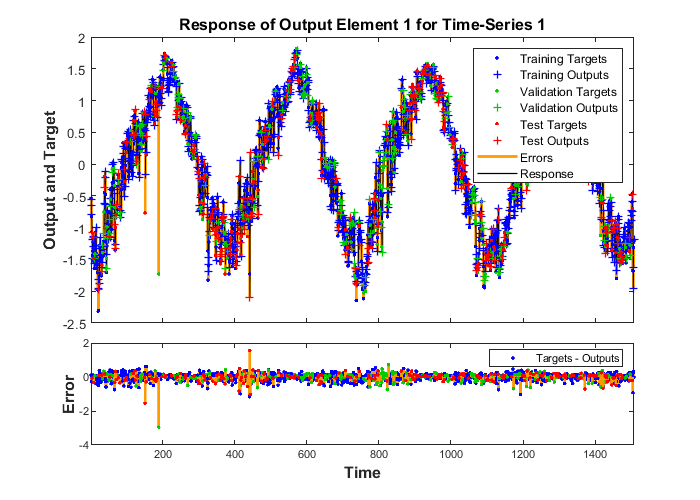 Response of Output Element 1 for Time-Series 1
Output and Target
2
1.5
1
0.5
0
-0.5
-1
-1.5
-2
-2.5
Training Targets
Training Outputs
Validation Targets
Validation Outputs
Test Targets
Test Outputs
Errors
Response
Error
2
0
-2
-4
Targets - Outputs
200
400
600
800
1000
1200
1400
Time